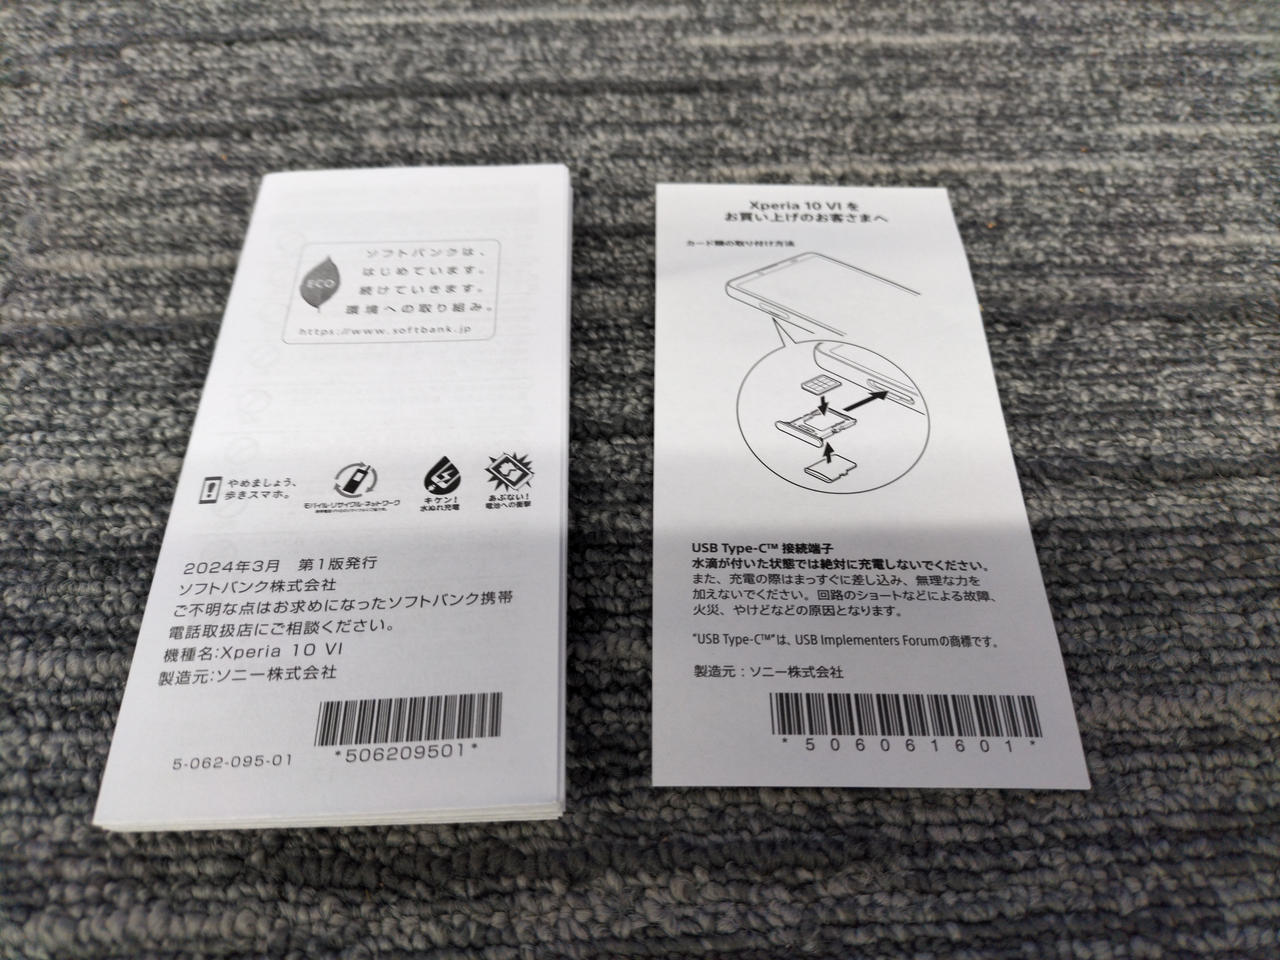 ソフトバンクは、
はじめています。
続けていきます。
環境への取り組み。
ECO
https://www.softbank.jp
やめましょう、
歩きスマホ。
モバイル・リサイクル・ネットワーク
キケン!
水ぬれ充電
あぶない!
電池への衝撃
2024年3月 第1版発行
ソフトバンク株式会社
ご不明な点はお求めになったソフトバンク携帯
電話取扱店にご相談ください。
機種名:Xperia 10 VI
製造元:ソニー株式会社
5-062-095-01
*506209501*
Xperia 10 VI を
お買い上げのお客さまへ
カード類の取り付け方法
USB Type-C™ 接続端子
水滴が付いた状態では絶対に充電しないでください。
また、充電の際はまっすぐに差し込み、無理な力を
加えないでください。回路のショートなどによる故障、
火災、やけどなどの原因となります。
"USB Type-C™"は、USB Implementers Forumの商標です。
製造元：ソニー株式会社
*506061601*